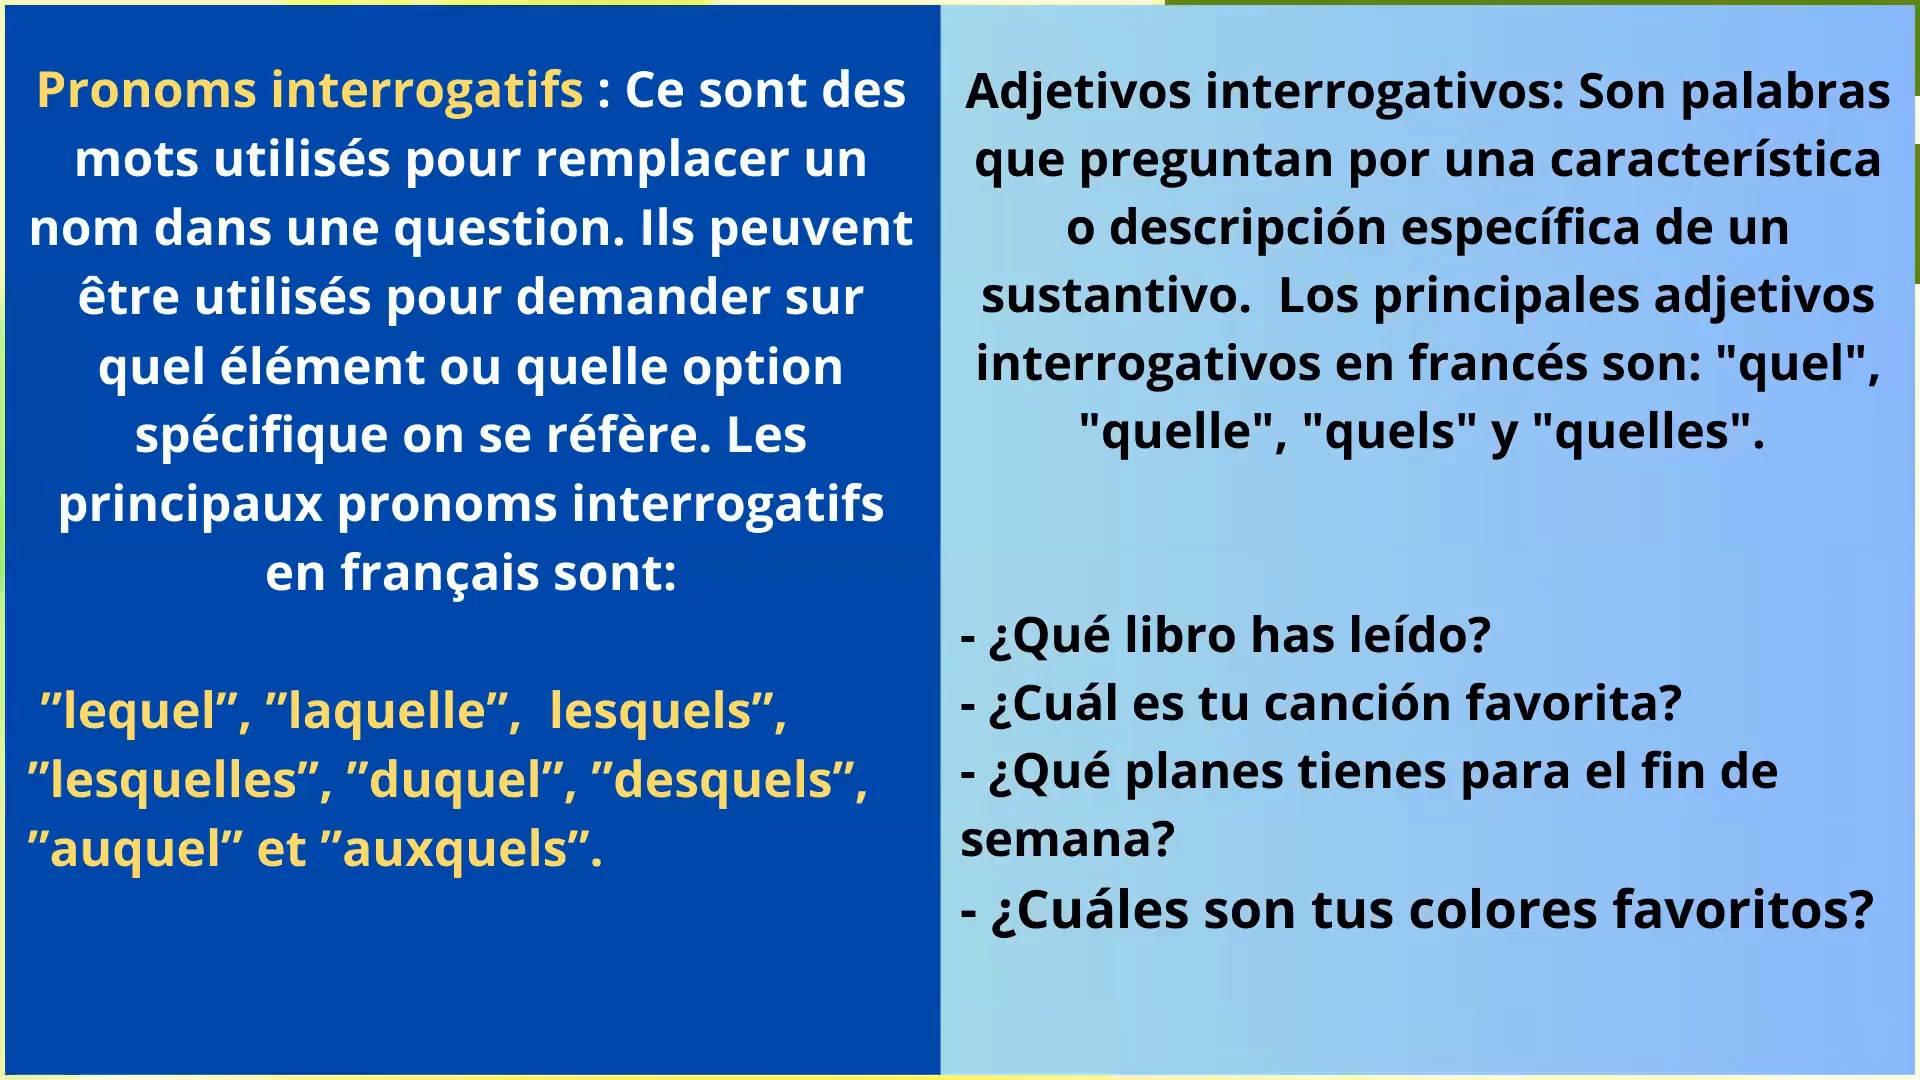 Pronoms interrogatifs : Ce sont des
mots utilisés pour remplacer un
nom dans une question. Ils peuvent
être utilisés pour demander sur
quel élément ou quelle option
spécifique on se réfère. Les
principaux pronoms interrogatifs
en français sont:
”lequel”, ”laquelle”, lesquels”,
”lesquelles”, ”duquel”, ”desquels”,
”auquel” et ”auxquels”.
Adjetivos interrogativos: Son palabras
que preguntan por una característica
o descripción específica de un
sustantivo. Los principales adjetivos
interrogativos en francés son: "quel",
"quelle", "quels" y "quelles".
- ¿Qué libro has leído?
- ¿Cuál es tu canción favorita?
- ¿Qué planes tienes para el fin de
semana?
- ¿Cuáles son tus colores favoritos?